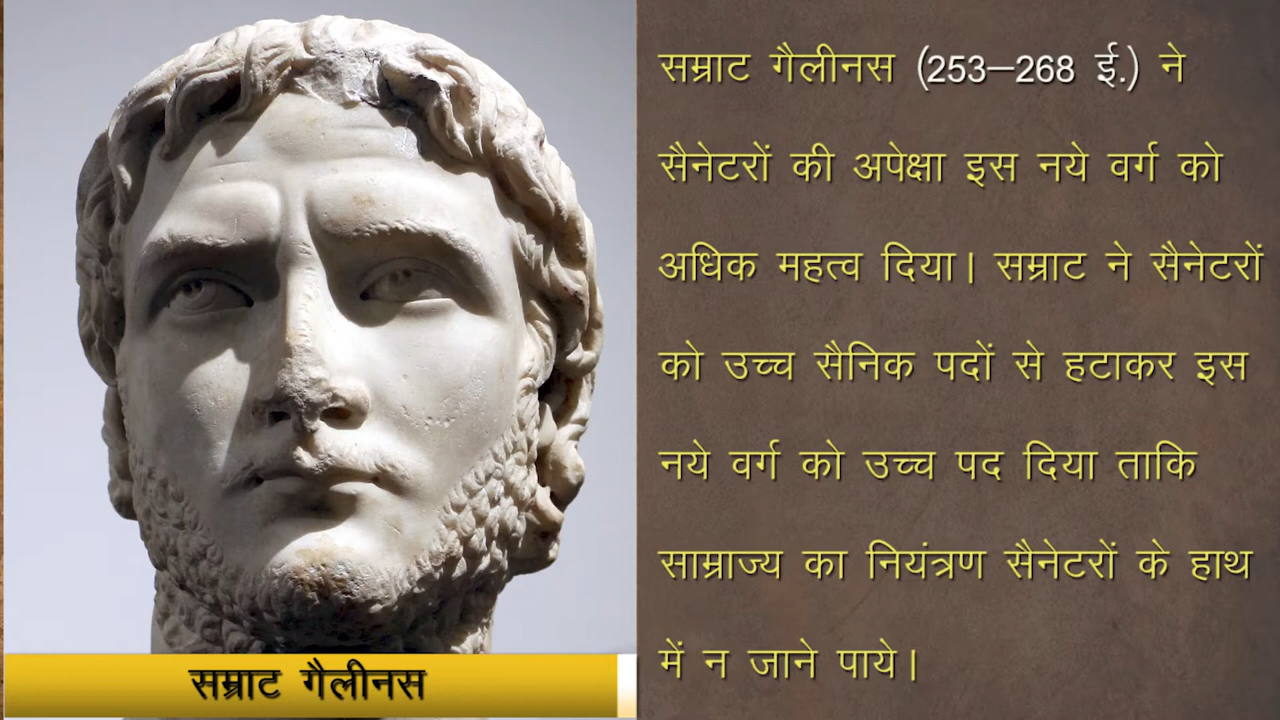 सम्राट गैलीनस (253–268 ई.) ने
सैनेटरों की अपेक्षा इस नये वर्ग को
अधिक महत्व दिया। सम्राट ने सैनेटरों
को उच्च सैनिक पदों से हटाकर इस
नये वर्ग को उच्च पद दिया ताकि
साम्राज्य का नियंत्रण सैनेटरों के हाथ
में न जाने पाये।
सम्राट गैलीनस